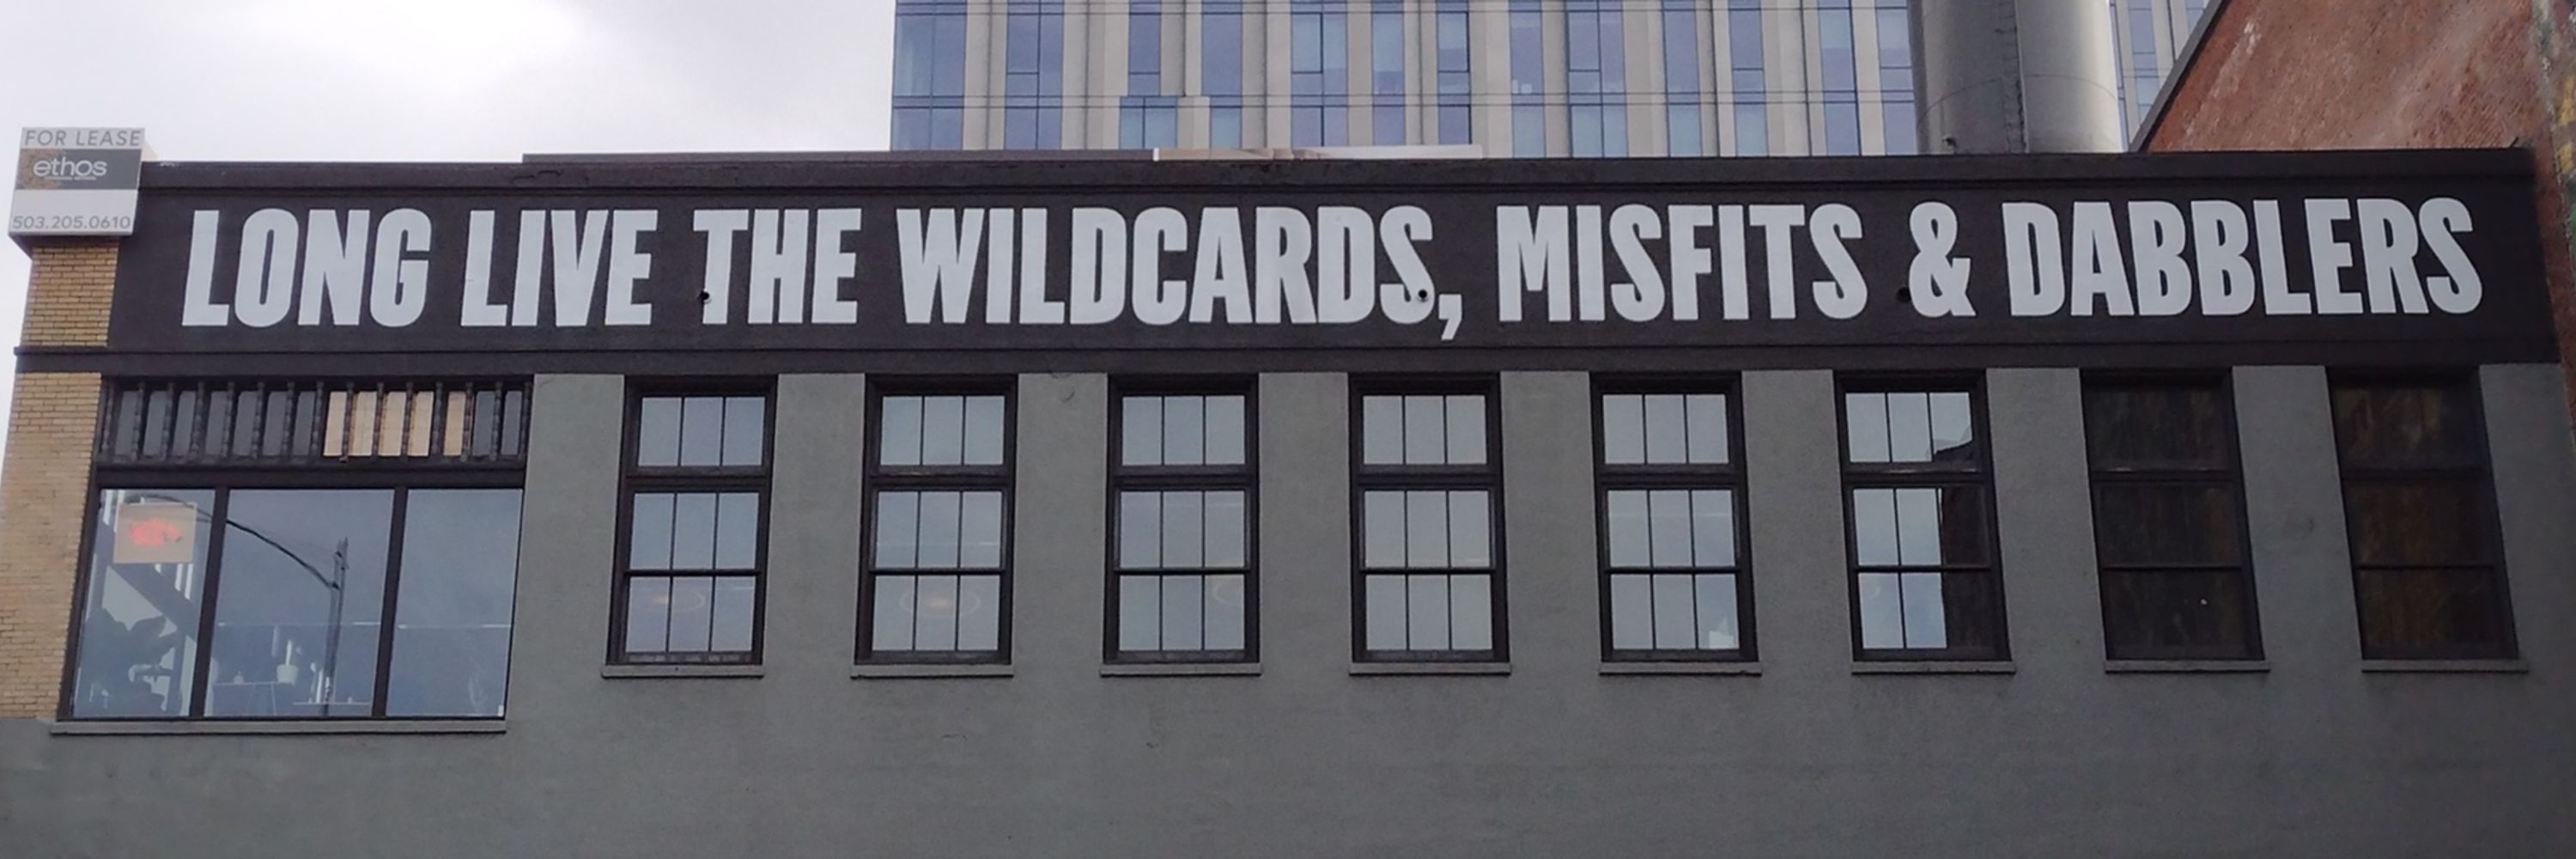 FOR LEASE
ethos
503.205.0610
LONG LIVE THE WILDCARDS, MISFITS & DABBLERS